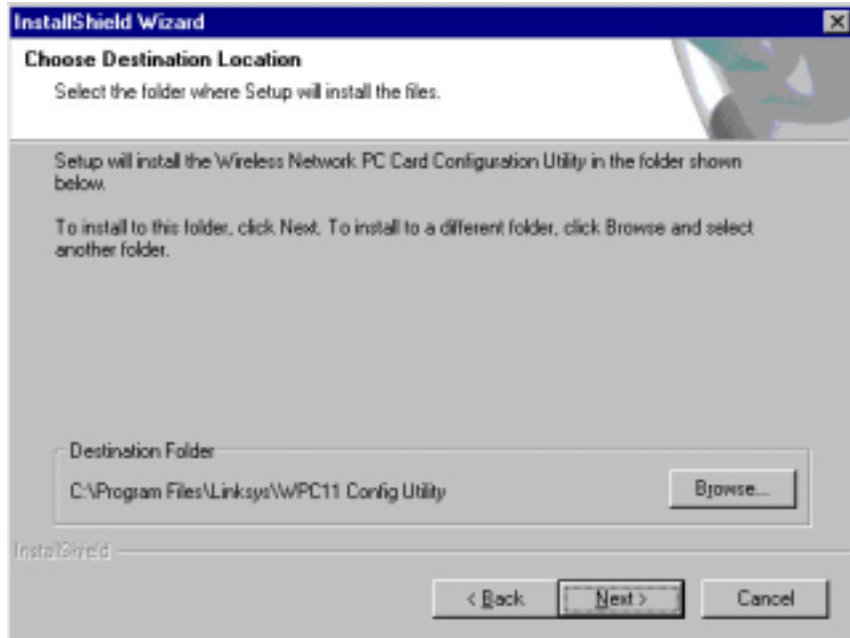 InstallShield Wizard
Choose Destination Location
Select the folder where Setup will install the files.
Setup will install the Wireless Network PC Card Configuration Utility in the folder shown
below.
To install to this folder, click Next. To install to a different folder, click Browse and select
another folder.
Destination Folder
C:\Program Files\Linksys\WPC11 Config Utility
Browse...
InstallShield
< Back
Next >
Cancel